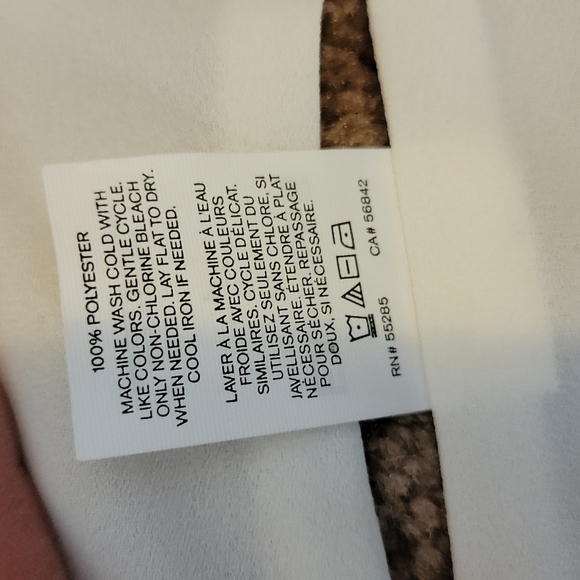 100% POLYESTER
MACHINE WASH COLD WITH
LIKE COLORS. GENTLE CYCLE.
ONLY NON-CHLORINE BLEACH
WHEN NEEDED. LAY FLAT TO DRY.
COOL IRON IF NEEDED.
LAVER À LA MACHINE À L'EAU
FROIDE AVEC COULEURS
SIMILAIRES. CYCLE DÉLICAT.
UTILISEZ SEULEMENT DU
JAVELLISANT SANS CHLORE, SI
NÉCESSAIRE. ÉTENDRE À PLAT
POUR SÉCHER. REPASSAGE
DOUX, SI NÉCESSAIRE.
RN# 55285 CA# 56842